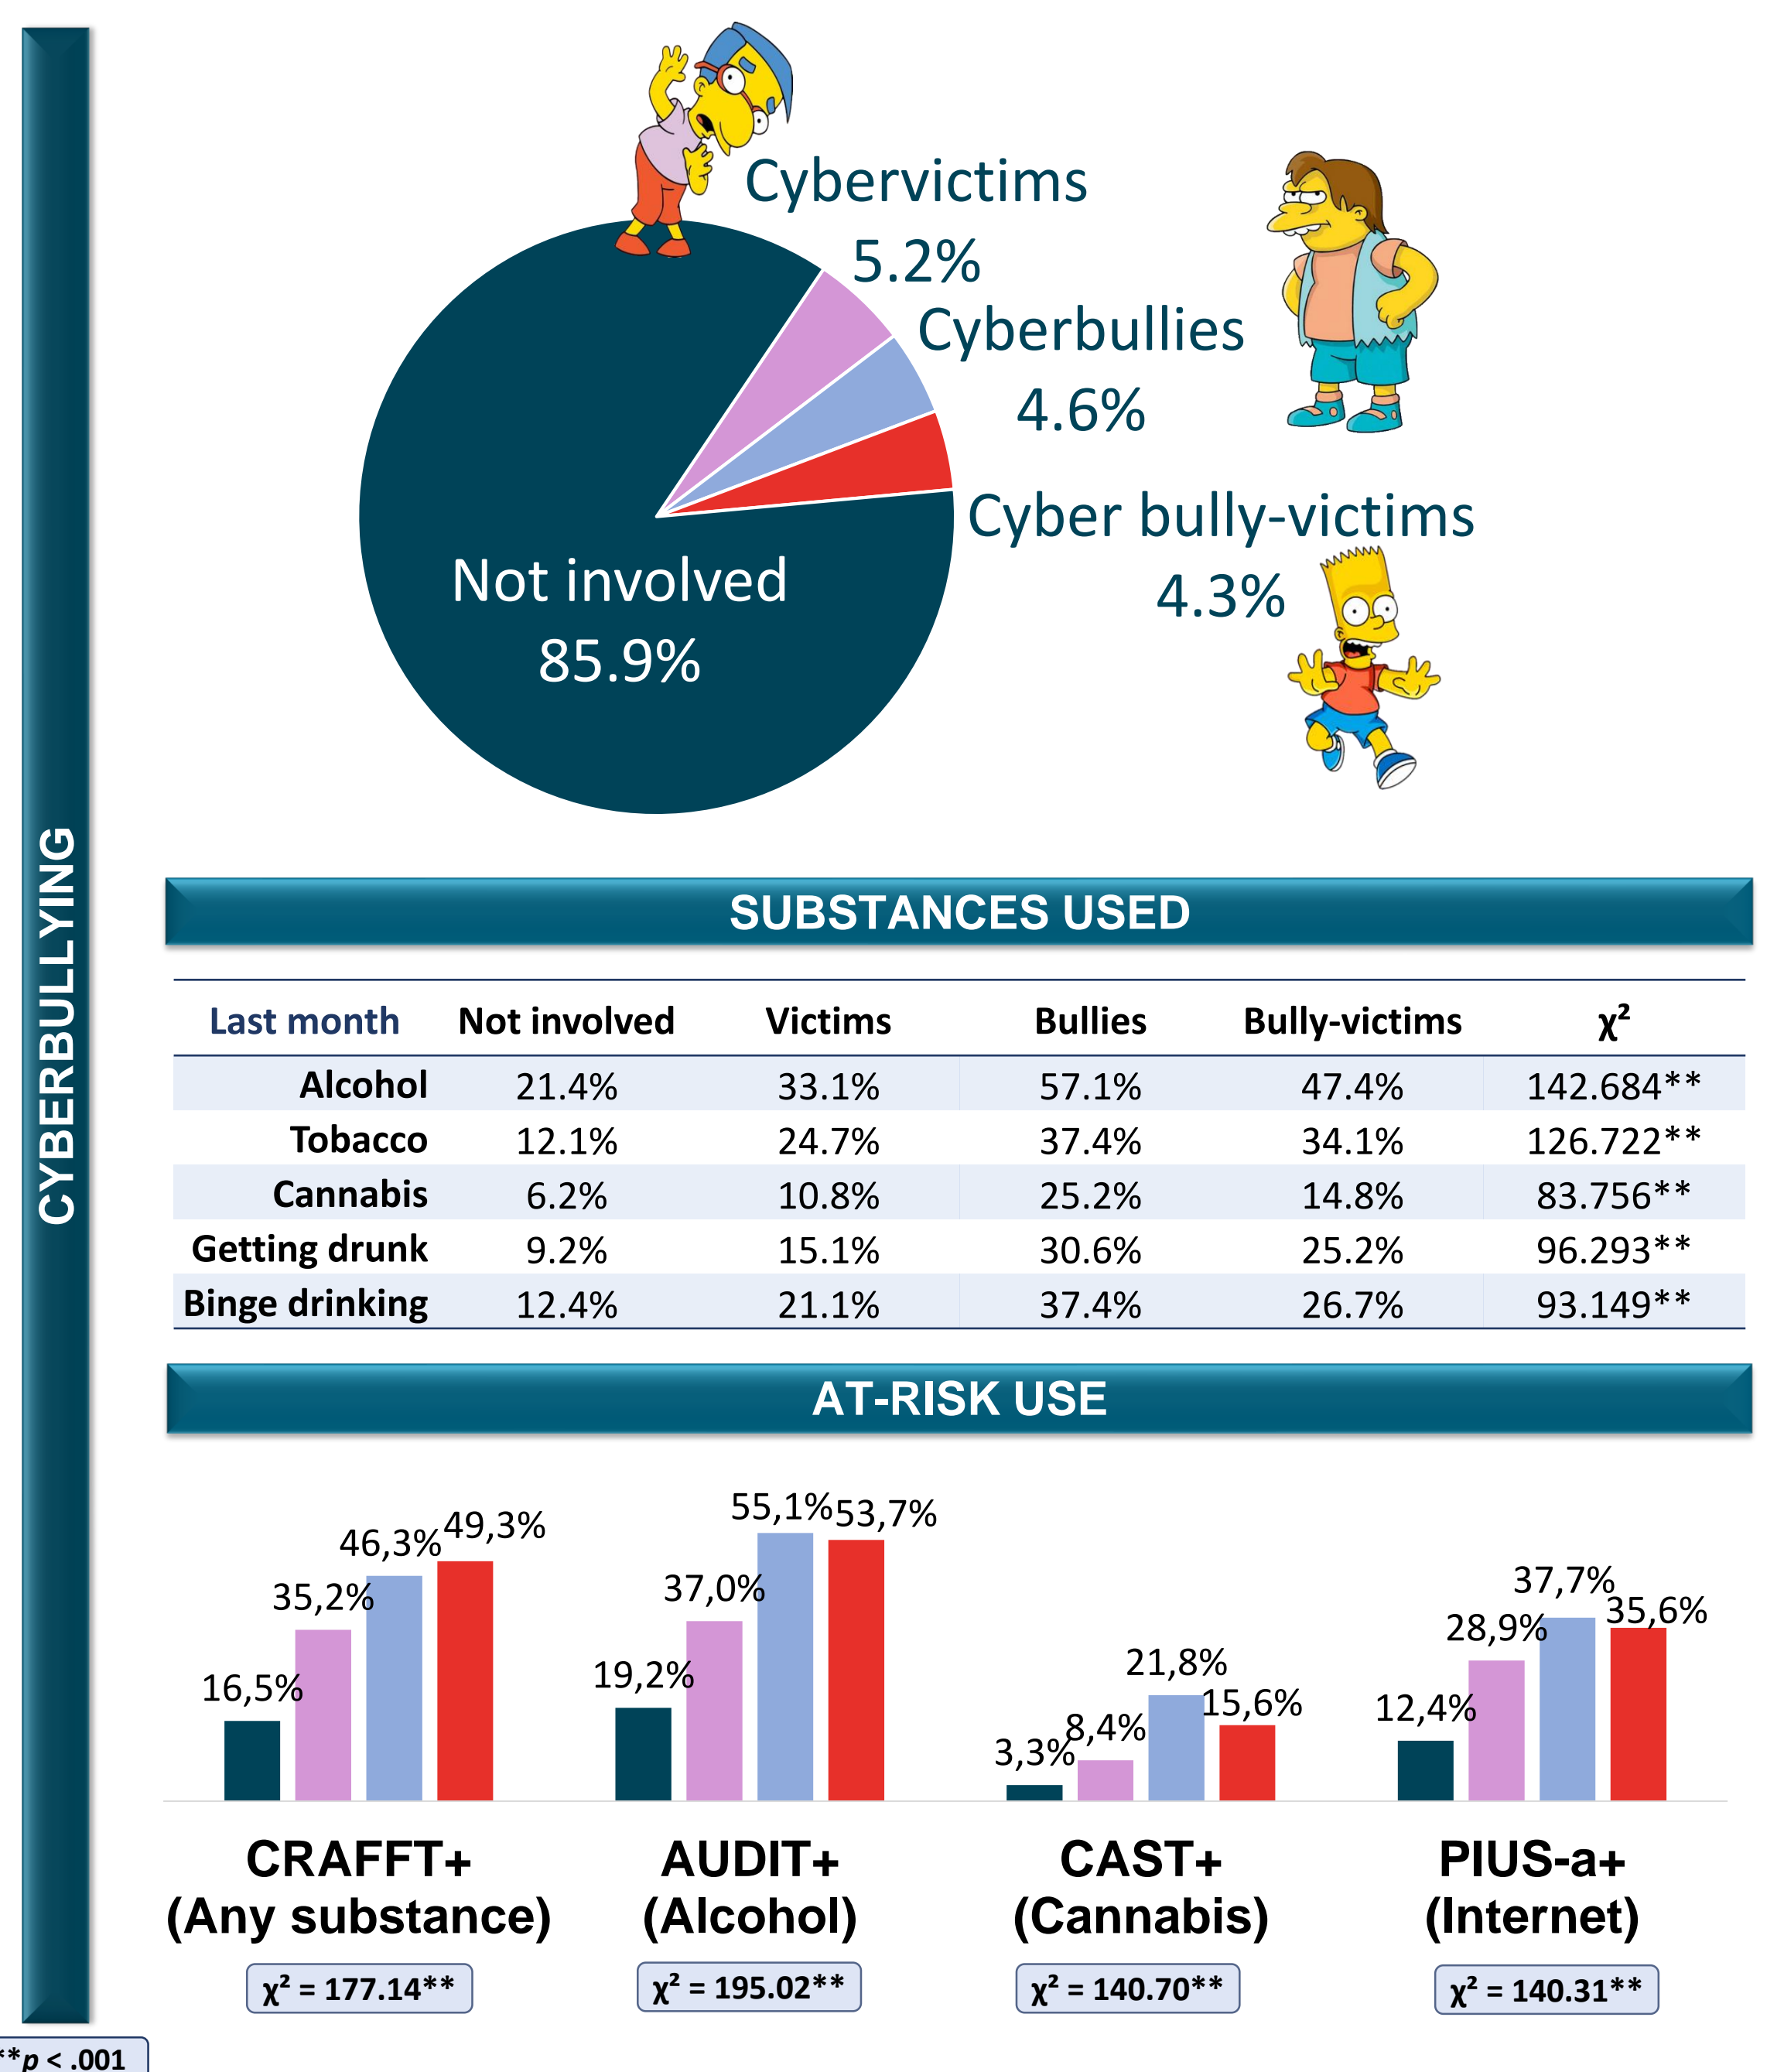 CYBERBULLYING
Cybervictims
5.2%
Cyberbullies
4.6%
Cyber bully-victims
4.3%
Not involved
85.9%
SUBSTANCES USED
Last month Not involved Victims Bullies Bully-victims χ²
Alcohol 21.4% 33.1% 57.1% 47.4% 142.684**
Tobacco 12.1% 24.7% 37.4% 34.1% 126.722**
Cannabis 6.2% 10.8% 25.2% 14.8% 83.756**
Getting drunk 9.2% 15.1% 30.6% 25.2% 96.293**
Binge drinking 12.4% 21.1% 37.4% 26.7% 93.149**
AT-RISK USE
16,5% 35,2% 46,3% 49,3%
19,2% 37,0% 55,1% 53,7%
3,3% 8,4% 21,8% 15,6%
12,4% 28,9% 37,7% 35,6%
CRAFFT+
(Any substance)
χ² = 177.14**
AUDIT+
(Alcohol)
χ² = 195.02**
CAST+
(Cannabis)
χ² = 140.70**
PIUS-a+
(Internet)
χ² = 140.31**
**p < .001